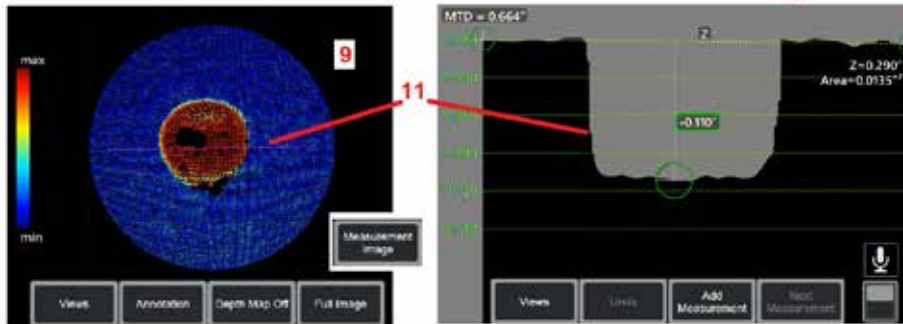 max
min
9
11
Measurement
Image
Views
Annotation
Depth Map Off
Full Image
MTD = 0.664"
Z
Z=0.290"
Area=0.0135"²
-0.110"
Views
Undo
Add
Measurement
Next
Measurement